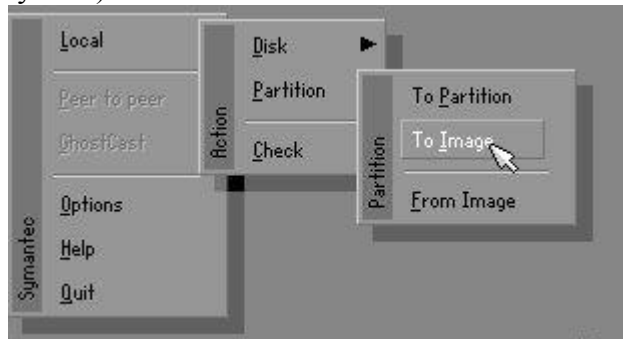 Local
Peer to peer
GhostCast
Options
Help
Quit
Symantec
Disk
Partition
Check
Action
To Partition
To Image
From Image
Partition